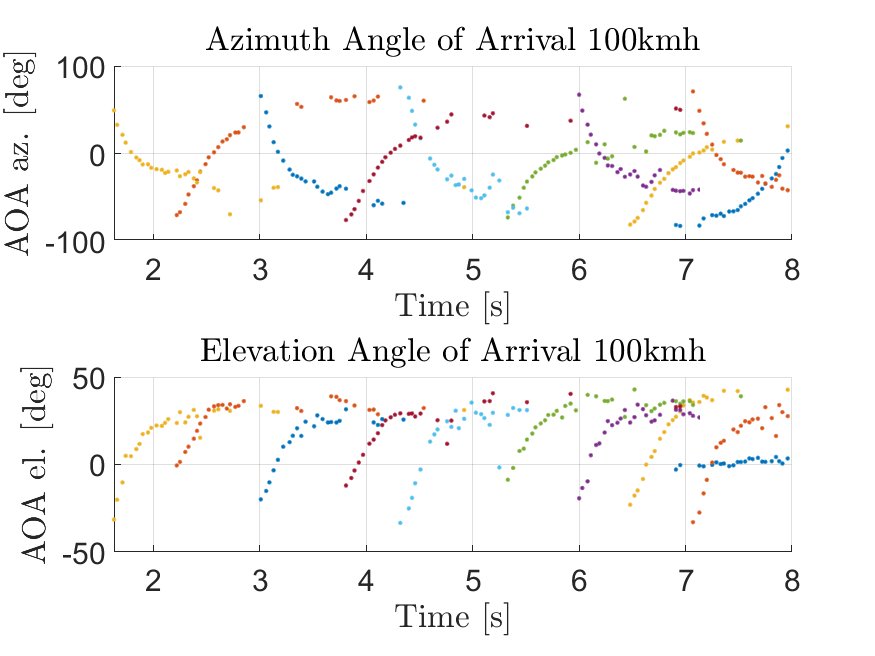 Azimuth Angle of Arrival 100kmh
AOA az. [deg]
100
0
-100
2 3 4 5 6 7 8
Time [s]
Elevation Angle of Arrival 100kmh
AOA el. [deg]
50
0
-50
2 3 4 5 6 7 8
Time [s]